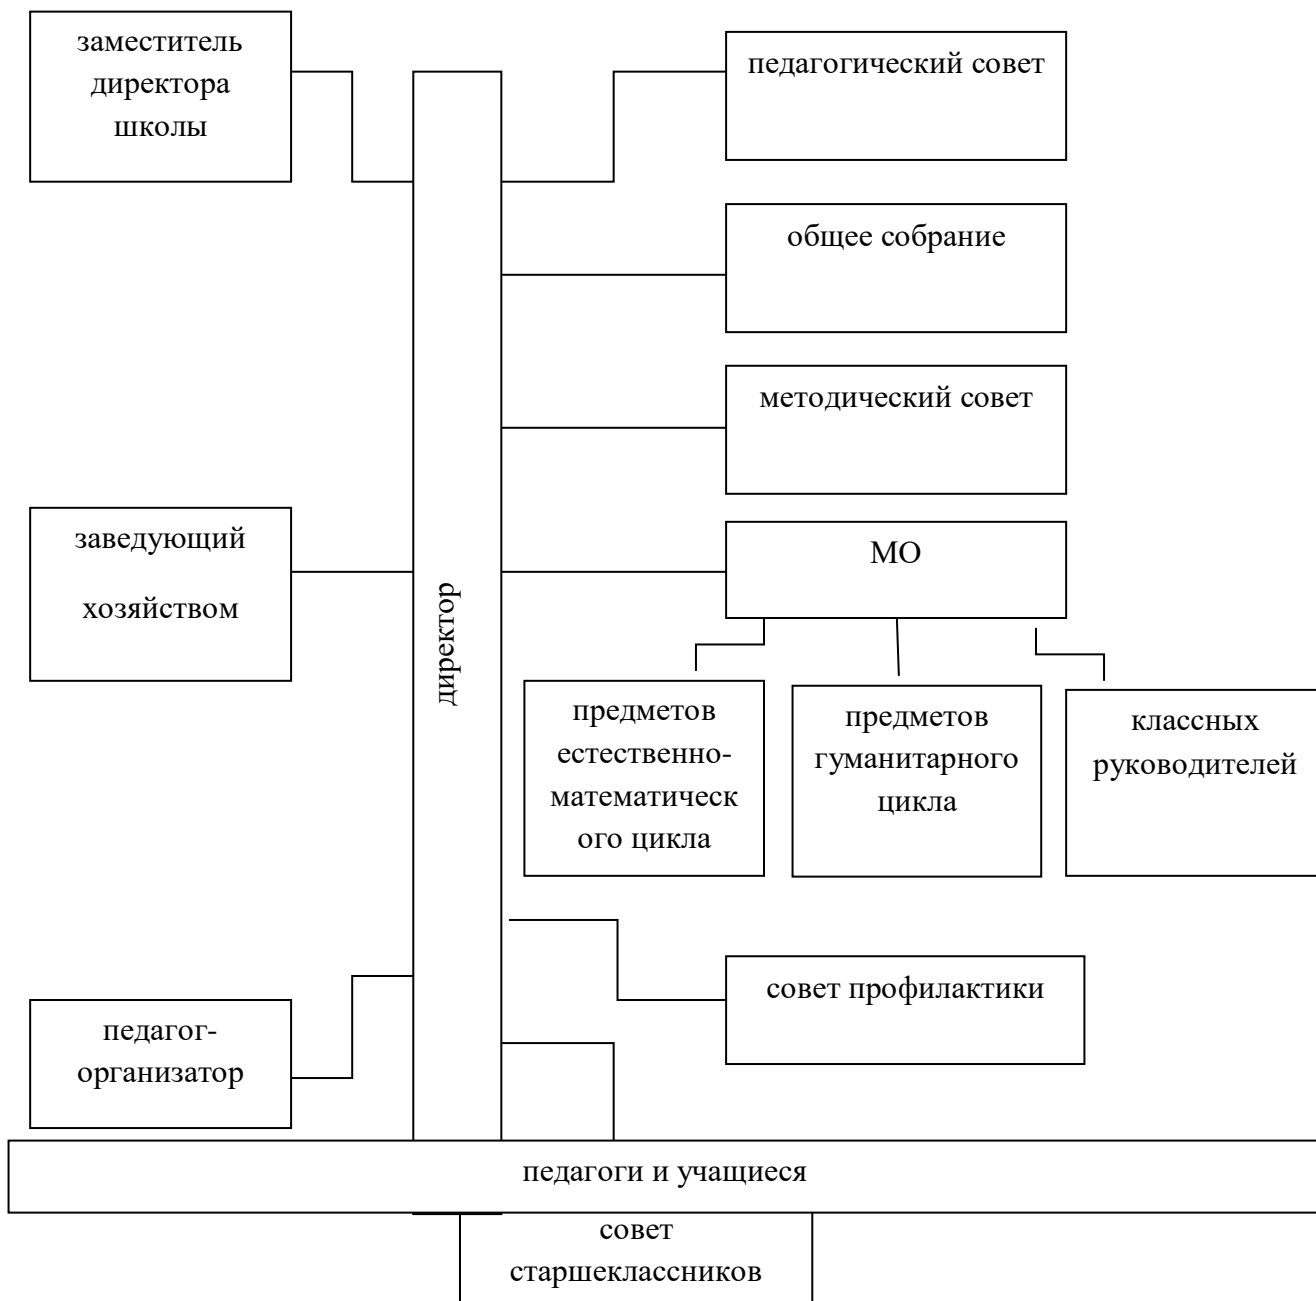 заместитель
директора
школы
педагогический совет
общее собрание
методический совет
заведующий
хозяйством
МО
директор
предметов
естественно-
математическ
ого цикла
предметов
гуманитарного
цикла
классных
руководителей
совет профилактики
педагог-
организатор
педагоги и учащиеся
совет
старшеклассников